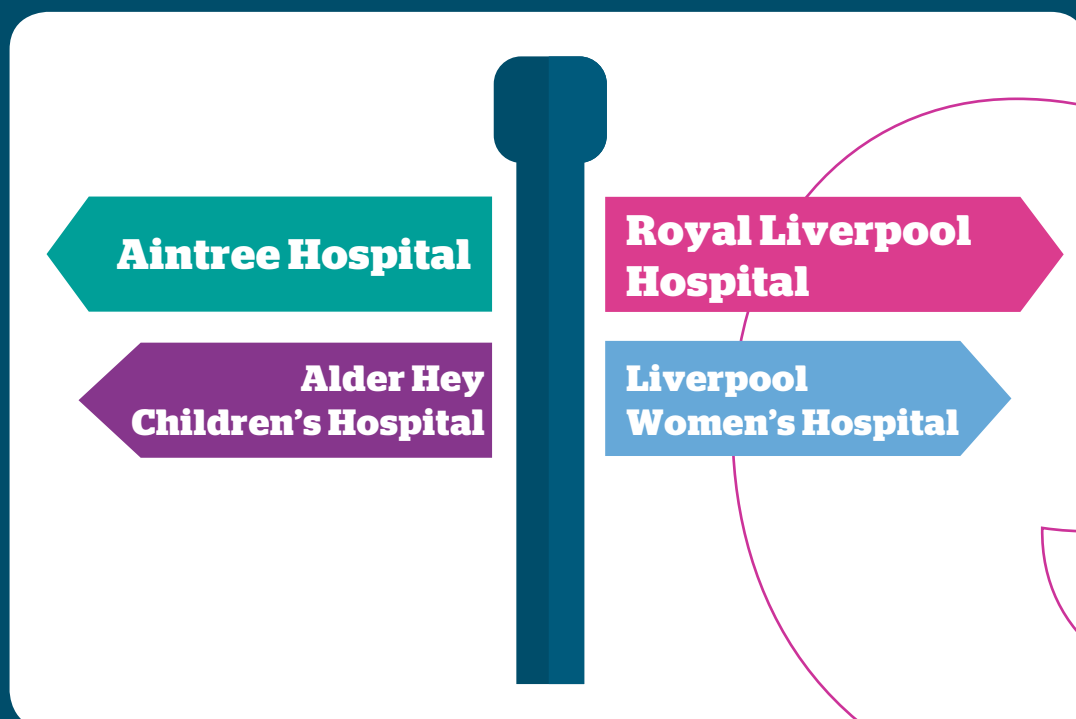 Aintree Hospital
Royal Liverpool
Hospital
Alder Hey
Children's Hospital
Liverpool
Women's Hospital